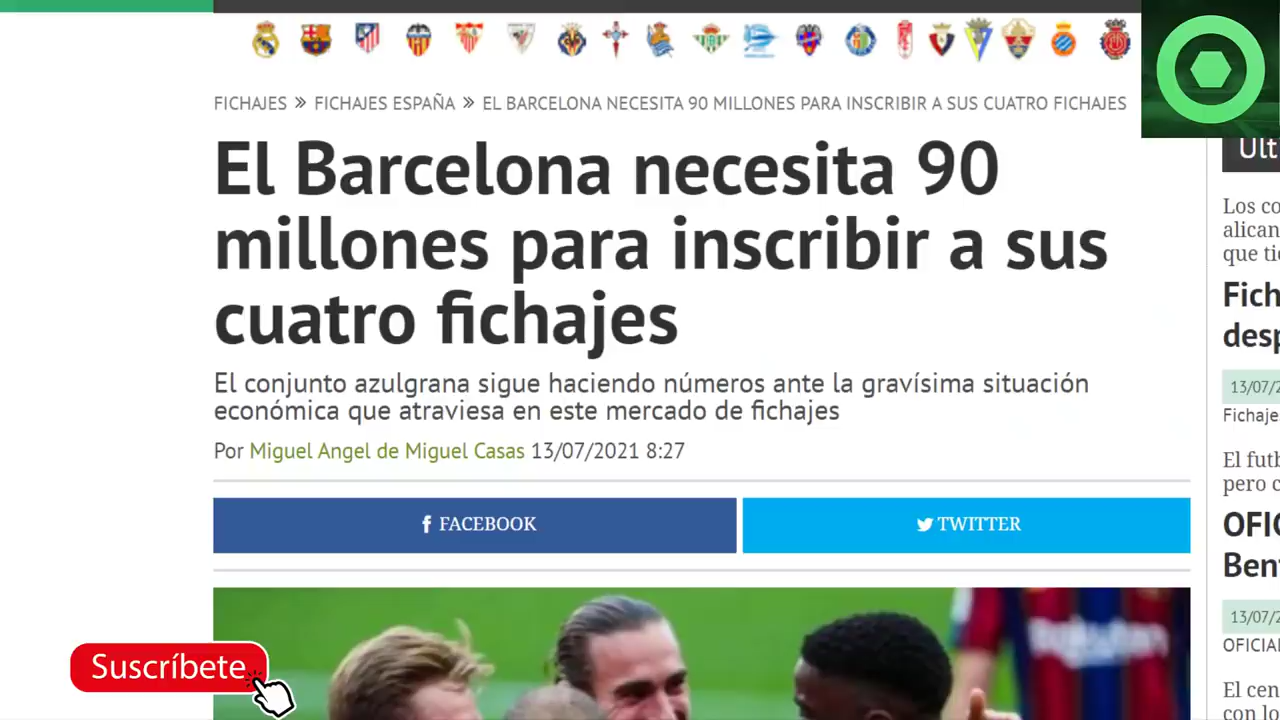 FICHAJES » FICHAJES ESPAÑA » EL BARCELONA NECESITA 90 MILLONES PARA INSCRIBIR A SUS CUATRO FICHAJES
El Barcelona necesita 90
millones para inscribir a sus
cuatro fichajes
El conjunto azulgrana sigue haciendo números ante la gravísima situación
económica que atraviesa en este mercado de fichajes
Por Miguel Angel de Miguel Casas 13/07/2021 8:27
FACEBOOK
TWITTER
Suscríbete
Últ
Los co
alican
que ti
Fich
desp
13/07/2
Fichaje
El futb
pero c
OFIC
Ben
13/07/2
OFICIAL
El cen
con lo